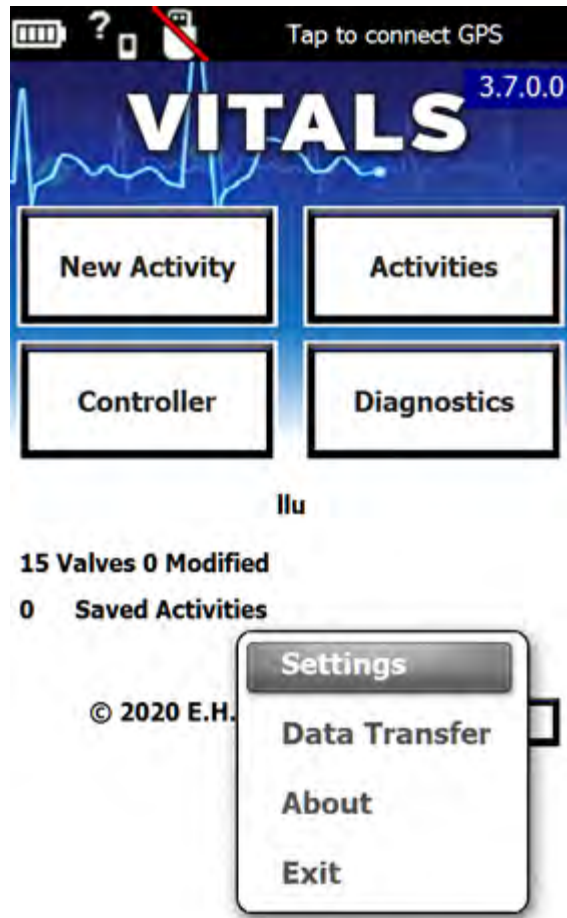 ?
Tap to connect GPS
3.7.0.0
VITALS
New Activity
Activities
Controller
Diagnostics
llu
15 Valves 0 Modified
0 Saved Activities
© 2020 E.H.
Settings
Data Transfer
About
Exit